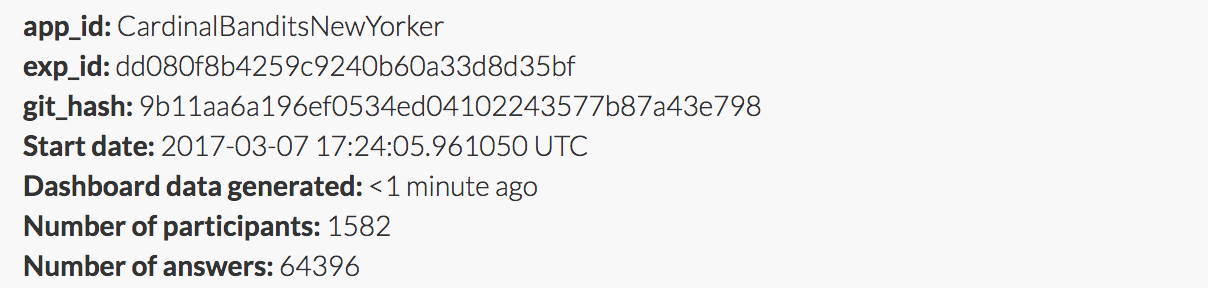 app_id: CardinalBanditsNewYorker
exp_id: dd080f8b4259c9240b60a33d8d35bf
git_hash: 9b11aa6a196ef0534ed04102243577b87a43e798
Start date: 2017-03-07 17:24:05.961050 UTC
Dashboard data generated: <1 minute ago
Number of participants: 1582
Number of answers: 64396